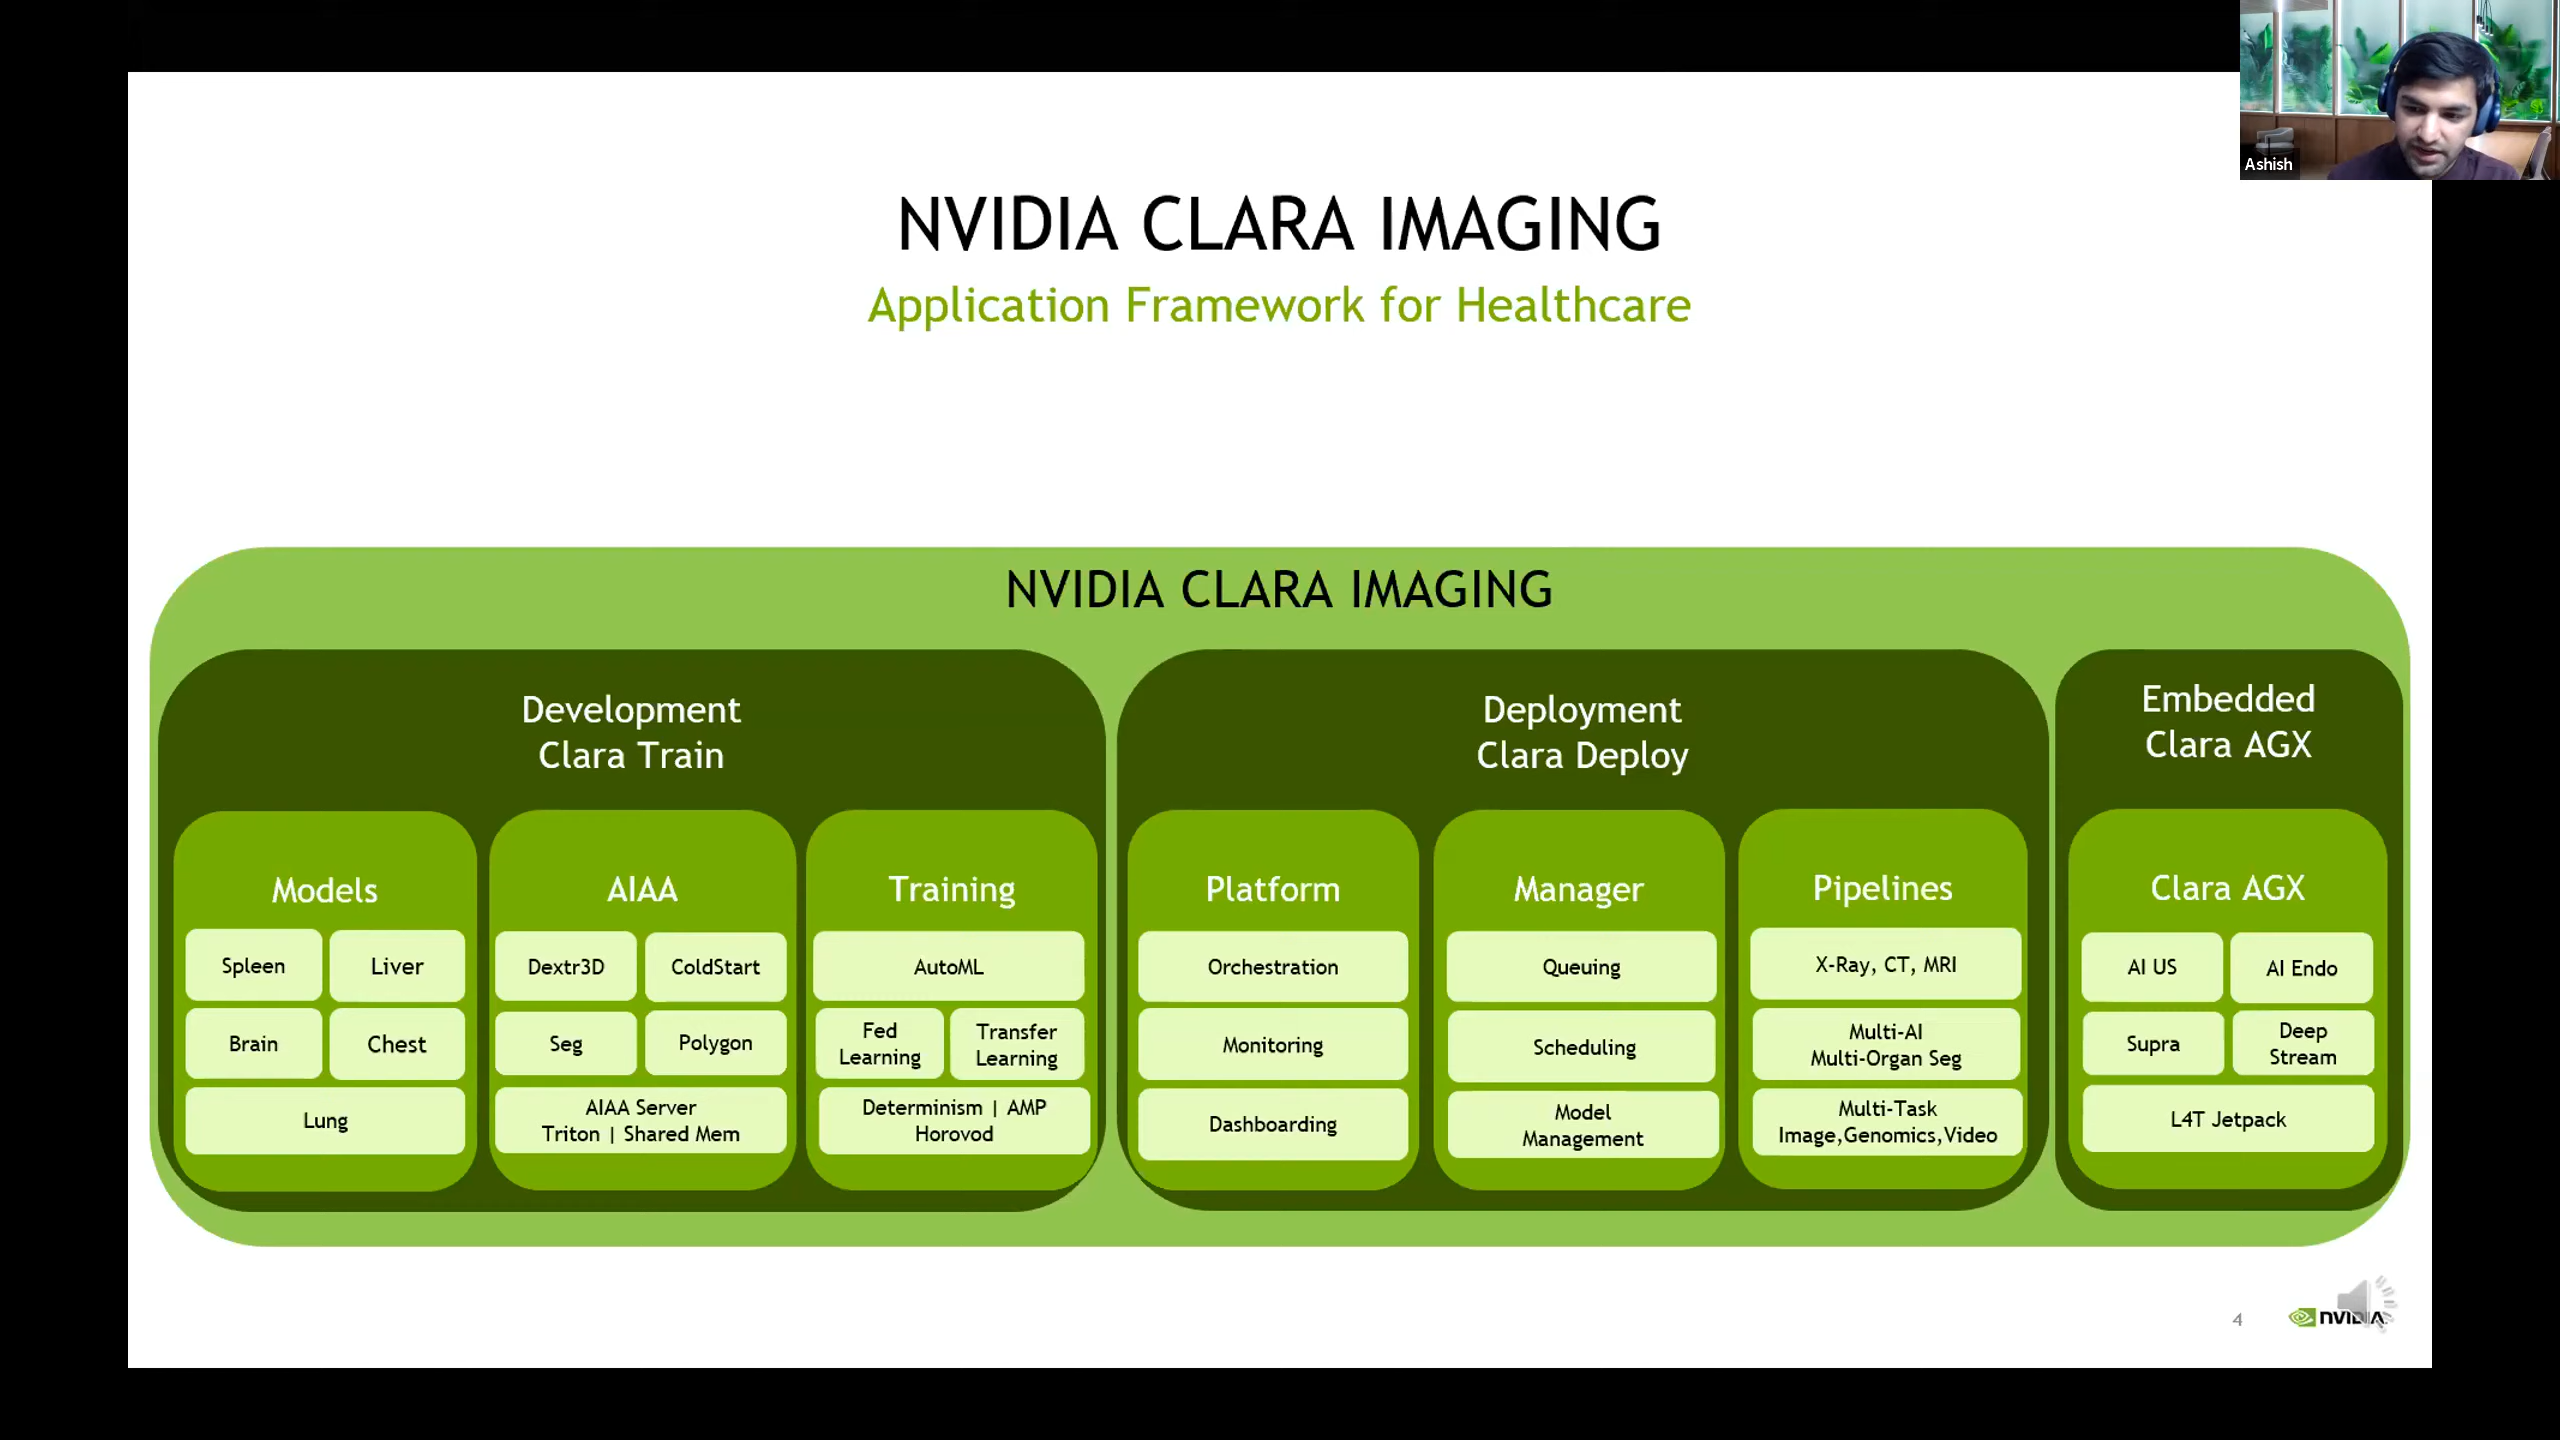 Ashish
NVIDIA CLARA IMAGING
Application Framework for Healthcare
NVIDIA CLARA IMAGING
Development
Clara Train
Models
Spleen
Liver
Brain
Chest
Lung
AIAA
Dextr3D
ColdStart
Seg
Polygon
AIAA Server
Triton | Shared Mem
Training
AutoML
Fed
Learning
Transfer
Learning
Determinism | AMP
Horovod
Deployment
Clara Deploy
Platform
Orchestration
Monitoring
Dashboarding
Manager
Queuing
Scheduling
Model
Management
Pipelines
X-Ray, CT, MRI
Multi-AI
Multi-Organ Seg
Multi-Task
Image,Genomics,Video
Embedded
Clara AGX
Clara AGX
AI US
AI Endo
Supra
Deep
Stream
L4T Jetpack
4
NVIDIA